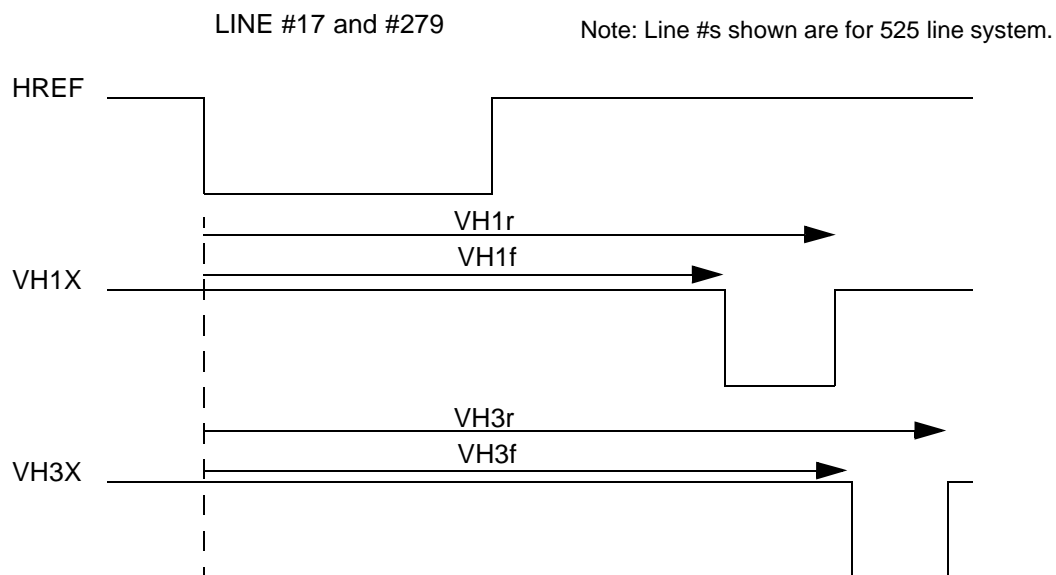 LINE #17 and #279
Note: Line #s shown are for 525 line system.
HREF
VH1r
VH1f
VH1X
VH3r
VH3f
VH3X